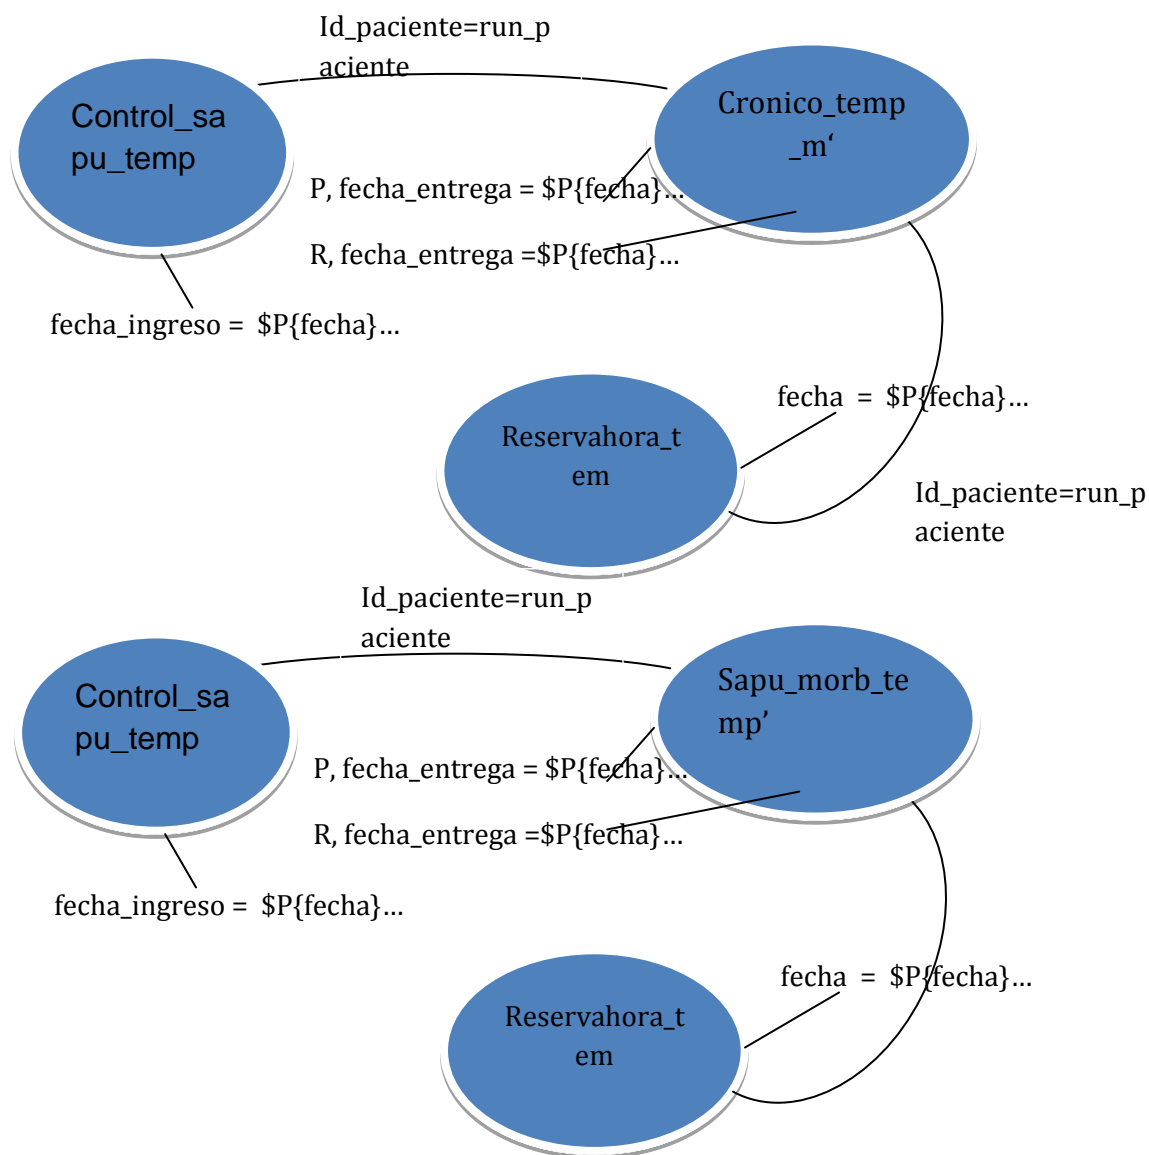 Id_paciente=run_p
aciente
Control_sa
pu_temp
Cronico_temp
_m‘
P, fecha_entrega = $P{fecha}...
R, fecha_entrega =$P{fecha}...
fecha_ingreso =  $P{fecha}...
fecha  =  $P{fecha}...
Reservahora_t
em
Id_paciente=run_p
aciente
Id_paciente=run_p
aciente
Control_sa
pu_temp
Sapu_morb_te
mp’
P, fecha_entrega = $P{fecha}...
R, fecha_entrega =$P{fecha}...
fecha_ingreso =  $P{fecha}...
fecha  =  $P{fecha}...
Reservahora_t
em